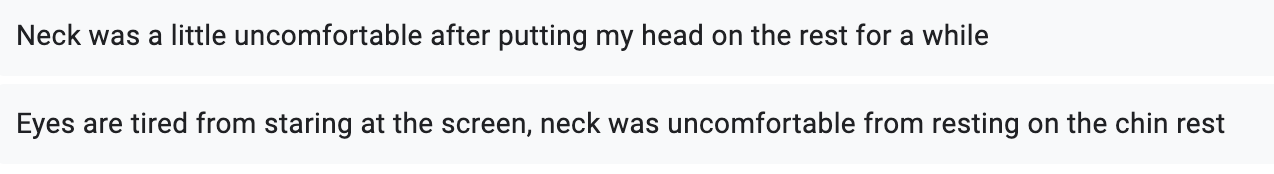 Neck was a little uncomfortable after putting my head on the rest for a while
Eyes are tired from staring at the screen, neck was uncomfortable from resting on the chin rest